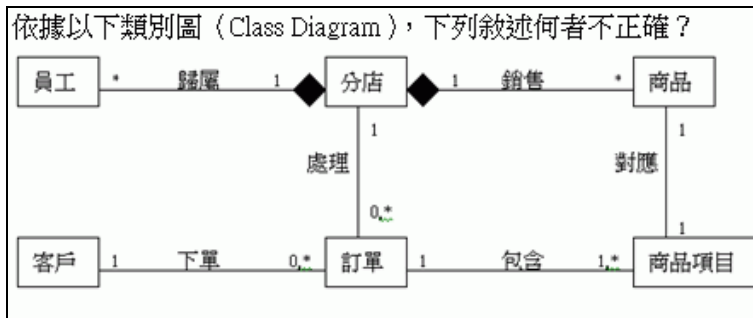 依據以下類別圖（Class Diagram），下列敘述何者不正確？
員工 * 歸屬 1 分店 1 銷售 * 商品
1 1
處理 對應
0,* 1
客戶 1 下單 0,* 訂單 1 包含 1,* 商品項目